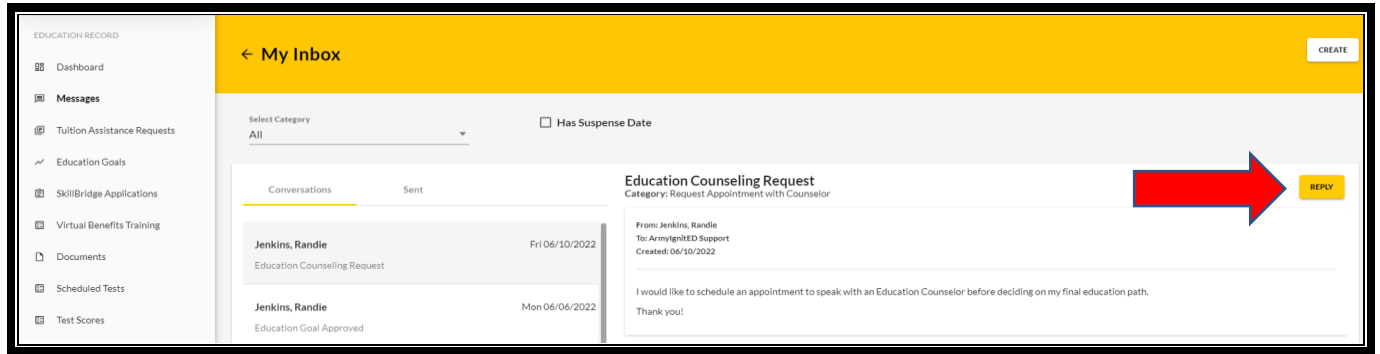 EDUCATION RECORD
Dashboard
Messages
Tuition Assistance Requests
Education Goals
SkillBridge Applications
Virtual Benefits Training
Documents
Scheduled Tests
Test Scores
← My Inbox
CREATE
Select Category
All
Has Suspense Date
Conversations Sent
Jenkins, Randie Fri 06/10/2022
Education Counseling Request
Jenkins, Randie Mon 06/06/2022
Education Goal Approved
Education Counseling Request
Category: Request Appointment with Counselor
REPLY
From: Jenkins, Randie
To: ArmyIgnitED Support
Created: 06/10/2022
I would like to schedule an appointment to speak with an Education Counselor before deciding on my final education path.
Thank you!